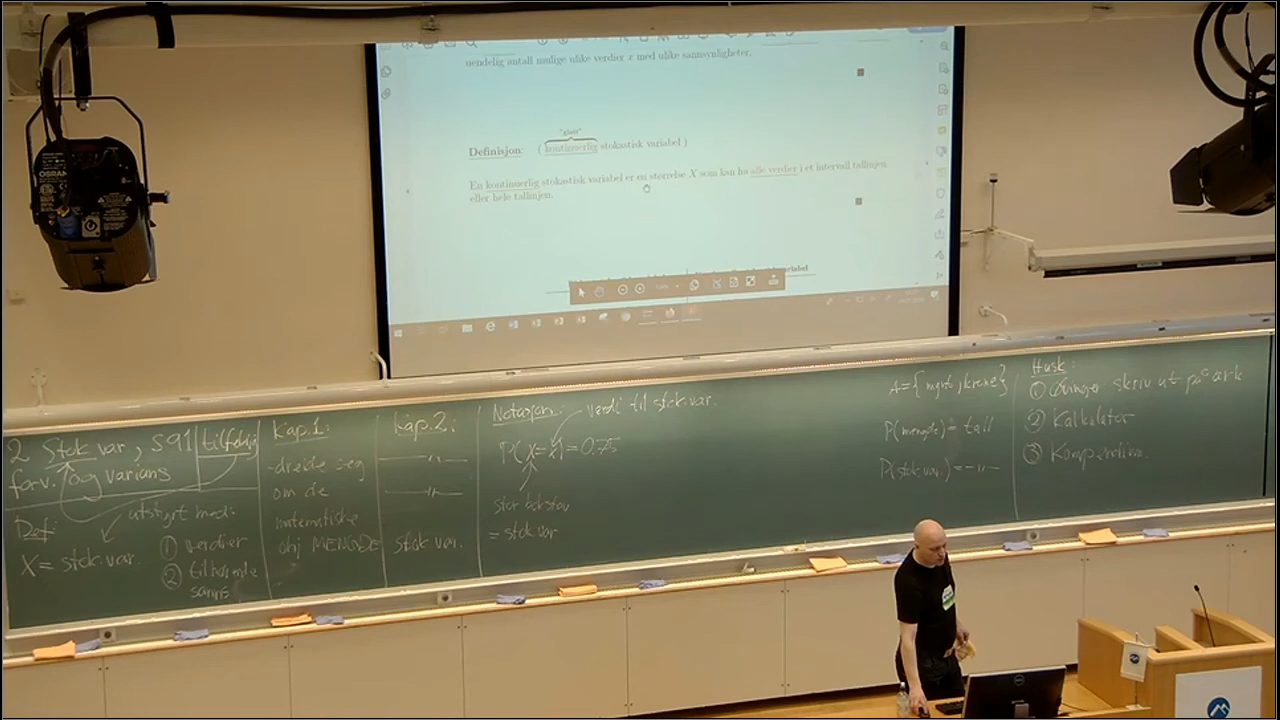 uendelig antall mulige ulike verdier x med ulike sannsynligheter.
"glatt"
Definisjon: ( kontinuerlig stokastisk variabel )
En kontinuerlig stokastisk variabel er en størrelse X som kan ha alle verdier i et intervall tallinjen
eller hele tallinjen.
variabel
OSRAM
2 Stok var, S91 tilfeldig
forv. og varians
Def:
utstyrt med:
X = stok var.
① verdier
② tilhørende
sanns.
Kap. 1:
-dreide seg
om de
matematiske
obj MENGDE
Kap. 2:
stok var.
Notasjon:
verdi til stok var.
P(X=x)=0.75
stor bokstav
= stok var
A={mynt, krone}
P(mengde) = tall
P(stok.var.) =
Husk:
① skriv ut på ark
② Kalkulator
③ Kompendium.
DELL